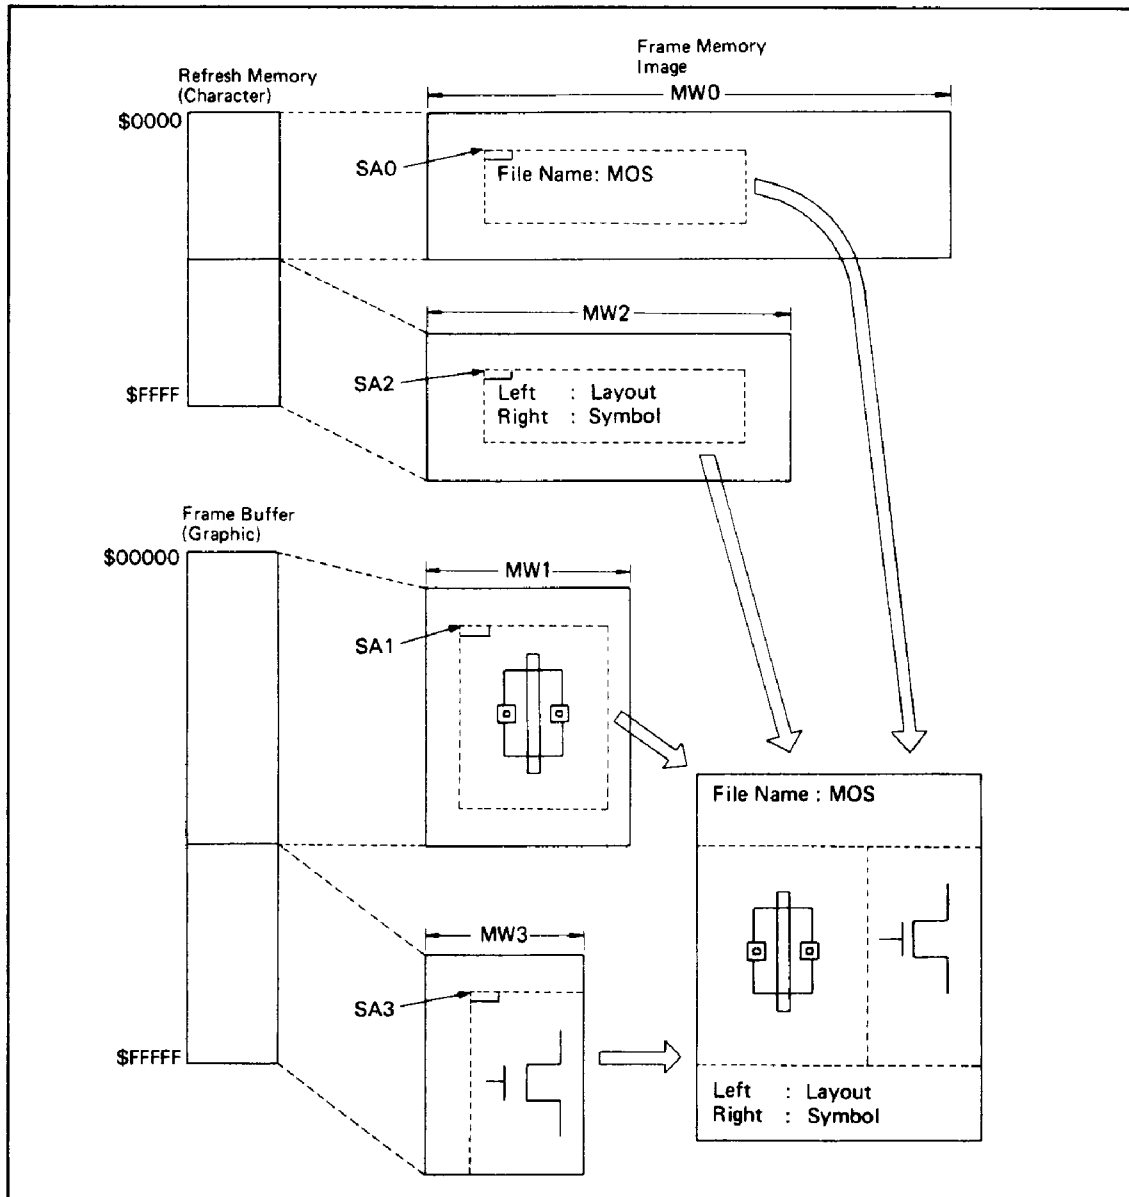 Frame Memory
Image
Refresh Memory
(Character)
MW0
$0000
SA0
File Name: MOS
MW2
SA2
$FFFF
Left : Layout
Right : Symbol
Frame Buffer
(Graphic)
$00000
MW1
SA1
File Name : MOS
MW3
SA3
$FFFFF
Left : Layout
Right : Symbol